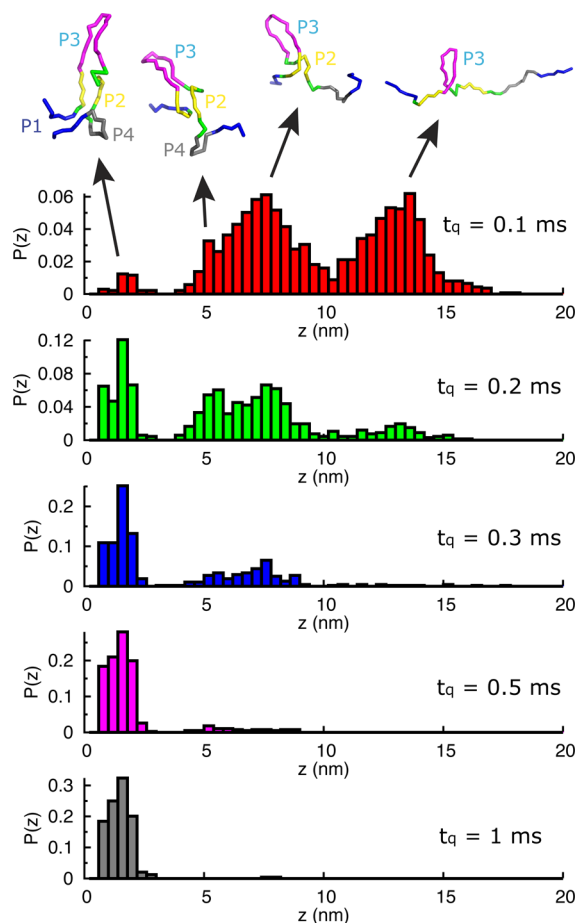 P3
P2
P1
P4
P3
P2
P4
P3
P2
P3
0.06
0.04
0.02
0
P(z)
tq = 0.1 ms
0 5 10 15 20
z (nm)
0.12
0.08
0.04
0
P(z)
tq = 0.2 ms
0 5 10 15 20
z (nm)
0.2
0.1
0
P(z)
tq = 0.3 ms
0 5 10 15 20
z (nm)
0.2
0.1
0
P(z)
tq = 0.5 ms
0 5 10 15 20
z (nm)
0.3
0.2
0.1
0
P(z)
tq = 1 ms
0 5 10 15 20
z (nm)